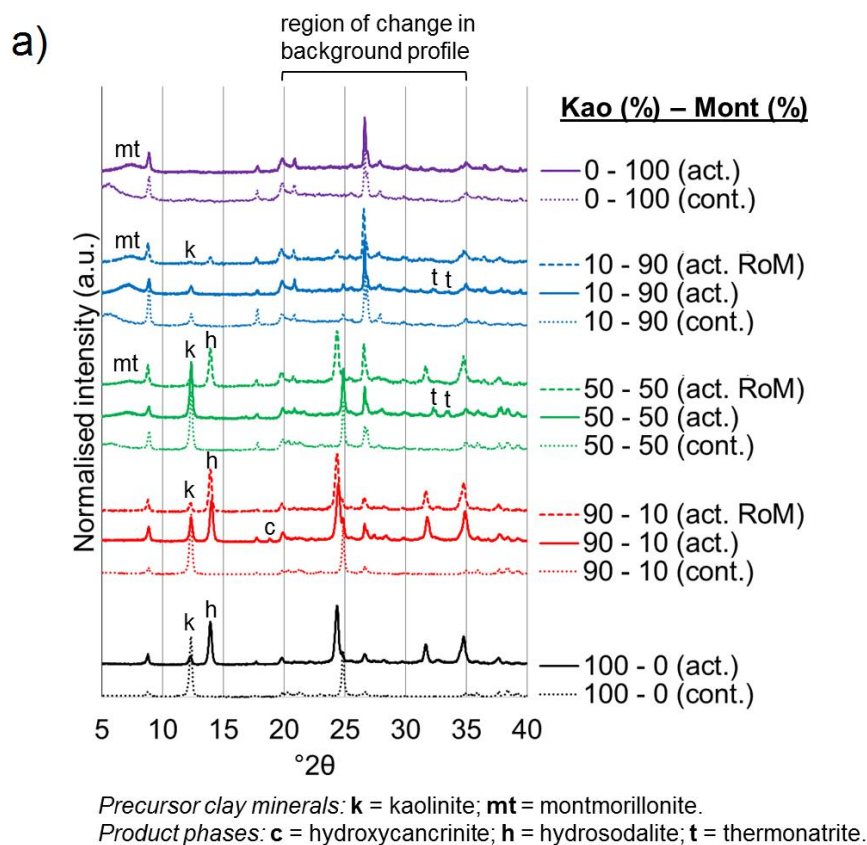 a)
region of change in
background profile
Kao (%) – Mont (%)
mt
0 - 100 (act.)
0 - 100 (cont.)
mt
k
t t
10 - 90 (act. RoM)
10 - 90 (act.)
10 - 90 (cont.)
mt
k
h
t t
50 - 50 (act. RoM)
50 - 50 (act.)
50 - 50 (cont.)
k
h
c
90 - 10 (act. RoM)
90 - 10 (act.)
90 - 10 (cont.)
k
h
100 - 0 (act.)
100 - 0 (cont.)
Normalised intensity (a.u.)
5 10 15 20 25 30 35 40
°2θ
Precursor clay minerals: k = kaolinite; mt = montmorillonite.
Product phases: c = hydroxycancrinite; h = hydrosodalite; t = thermonatrite.